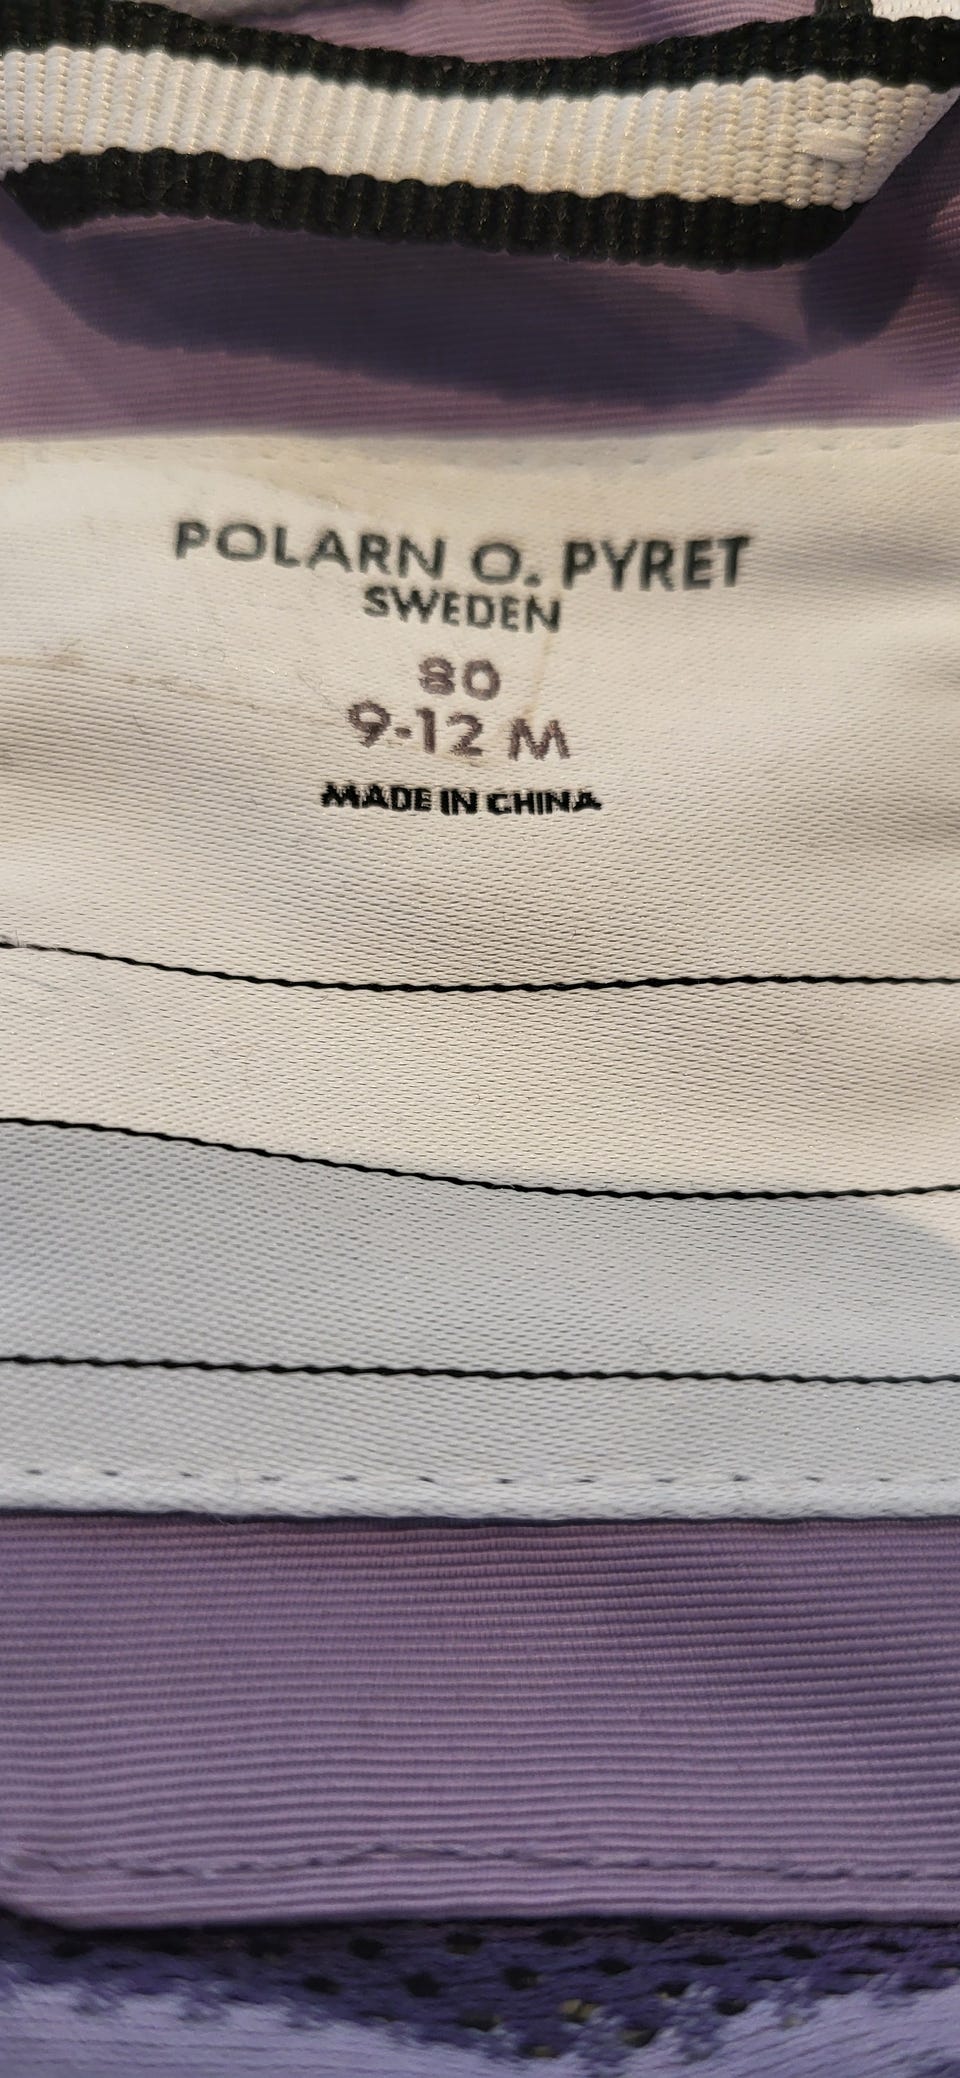 POLARN O. PYRET
SWEDEN
80
9-12 M
MADE IN CHINA